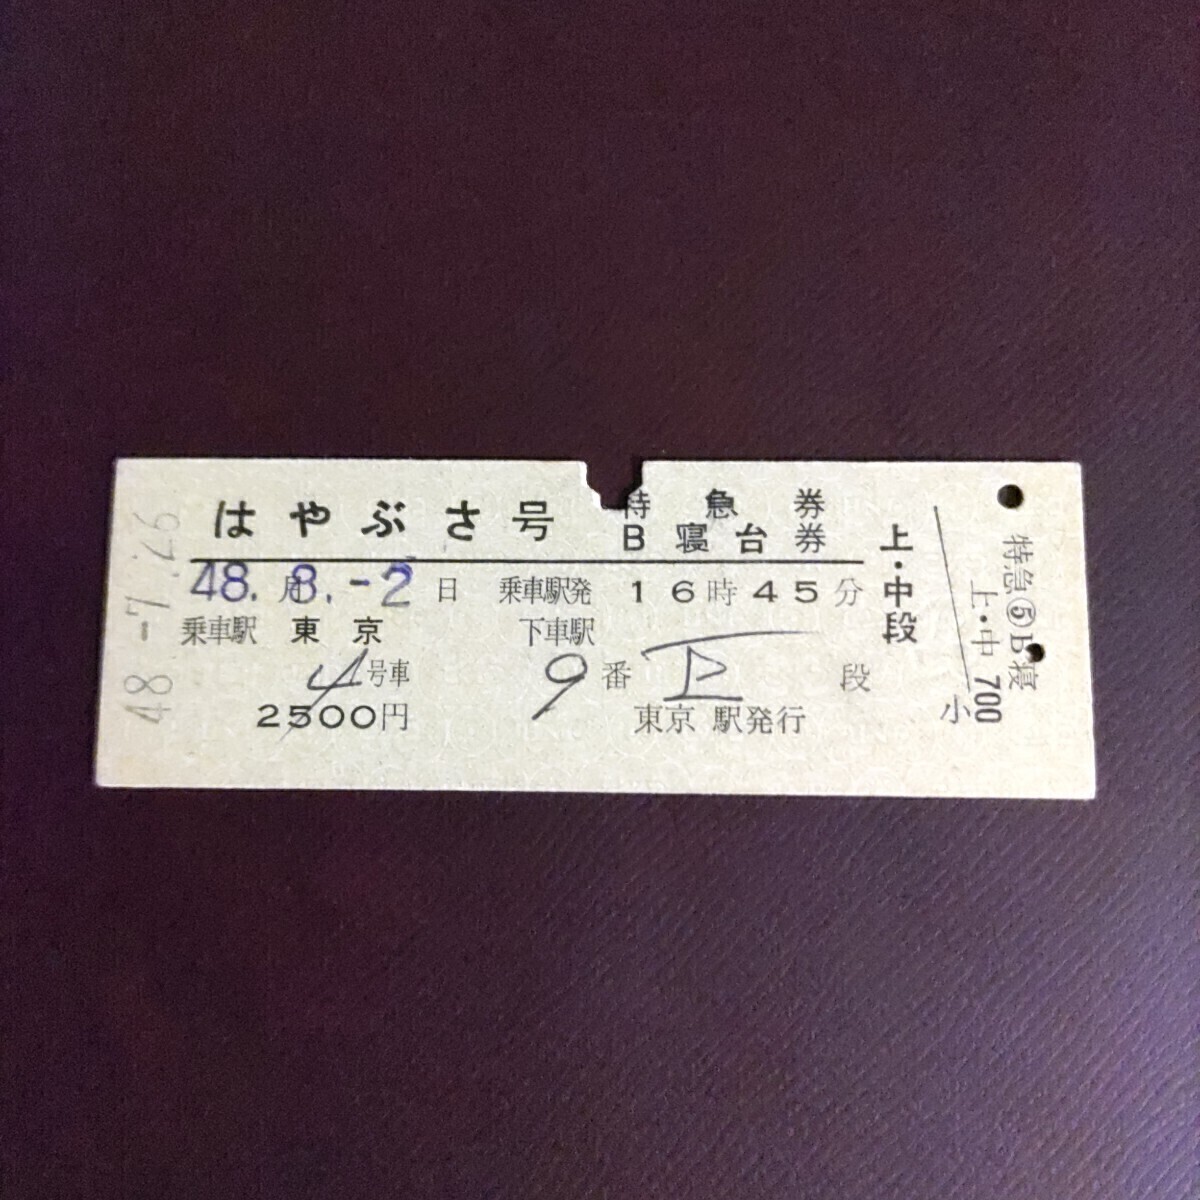 はやぶさ号 特急券
B寝台券
48.8.-2 月 日 乗車駅発 16時45分
乗車駅 東京 下車駅
4号車 9番 上段
2500円 東京駅発行
上・中段
48-7.26
特急⑤B寝
上・中
小 700